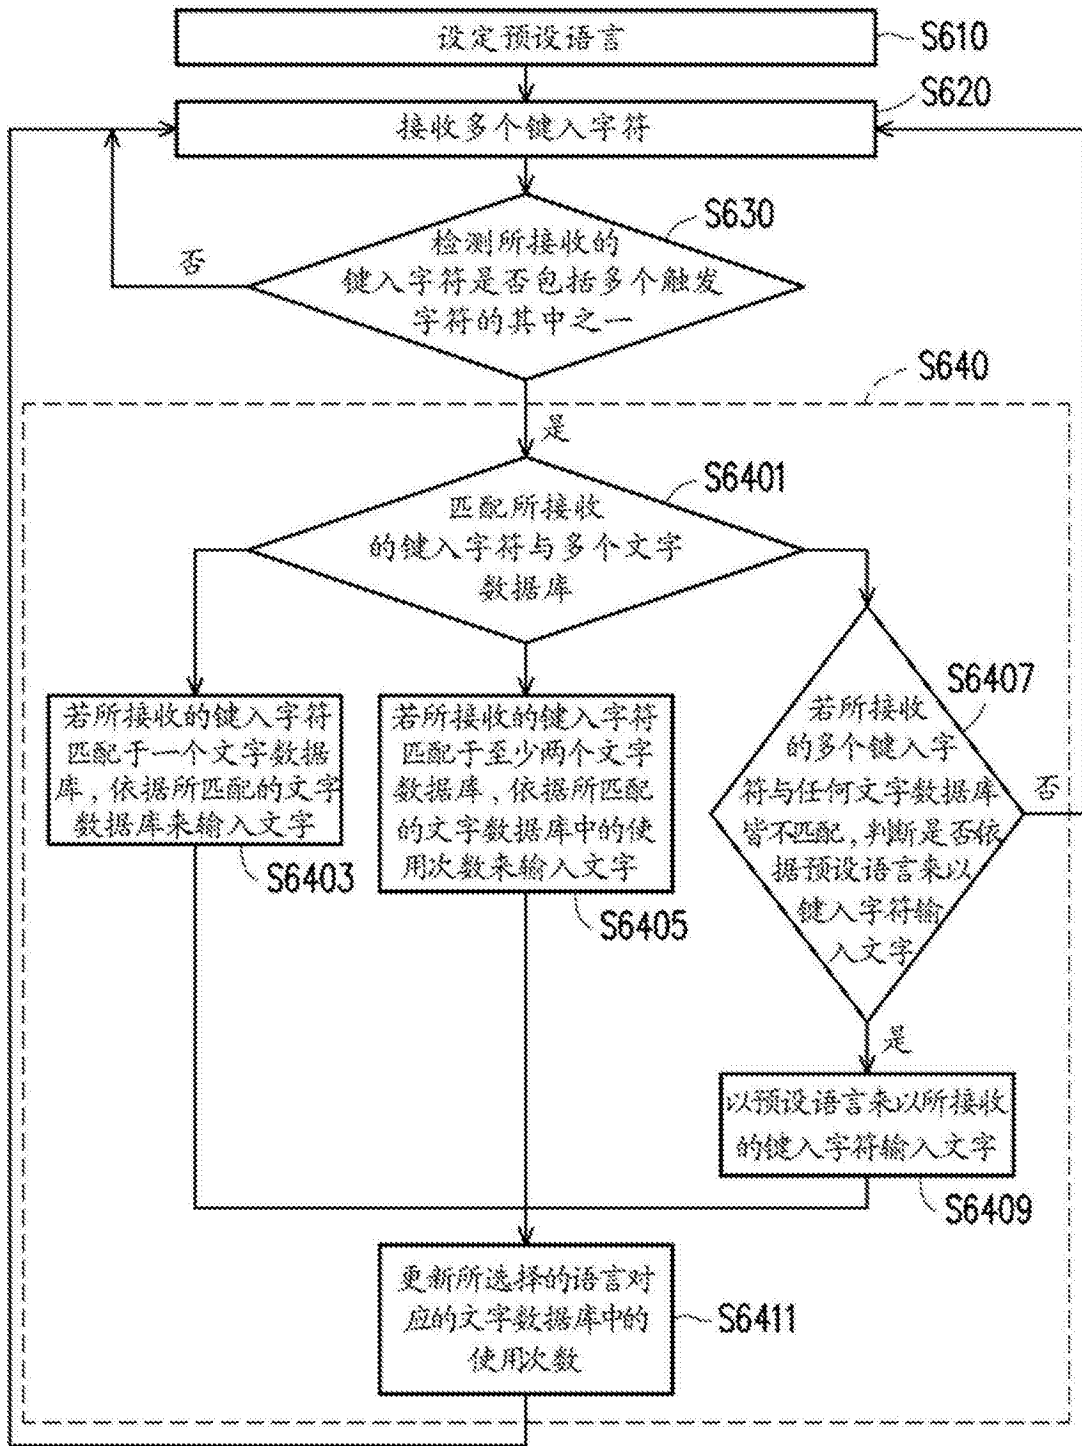 设定预设语言
S610
S620
接收多个键入字符
S630
检测所接收的
键入字符是否包括多个触发
字符的其中之一
否
S640
是
S6401
匹配所接收
的键入字符与多个文字
数据库
若所接收的键入字符
匹配于一个文字数据
库,依据所匹配的文字
数据库来输入文字
S6403
若所接收的键入字符
匹配于至少两个文字
数据库,依据所匹配
的文字数据库中的使
用次数来输入文字
S6405
S6407
若所接收
的多个键入字
符与任何文字数据库
皆不匹配,判断是否依
据预设语言来以
键入字符输
入文字
否
是
以预设语言来以所接收
的键入字符输入文字
S6409
更新所选择的语言对
应的文字数据库中的
使用次数
S6411